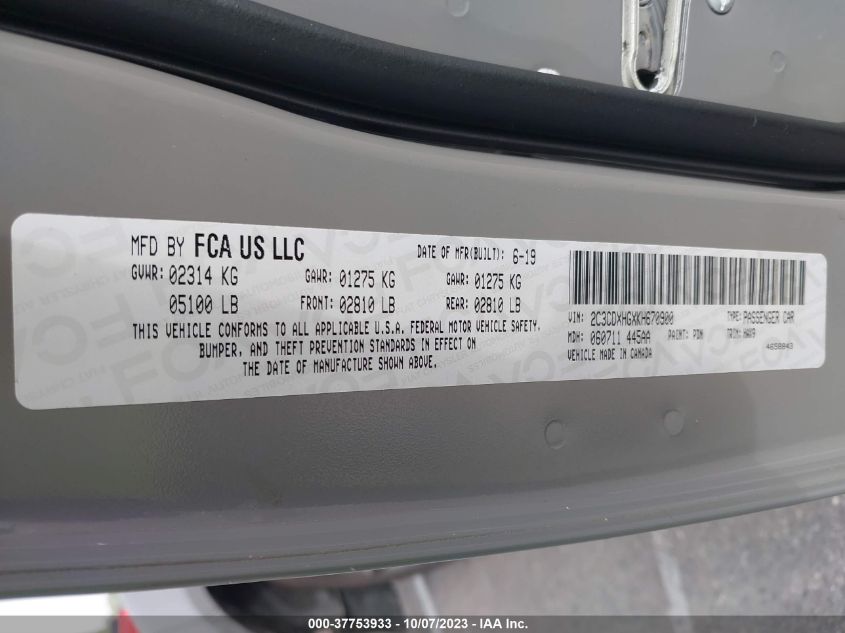 MFD BY FCA US LLC DATE OF MFR(BUILT): 6-19
GVWR: 02314 KG GAWR: 01275 KG GAWR: 01275 KG
05100 LB FRONT: 02810 LB REAR: 02810 LB
THIS VEHICLE CONFORMS TO ALL APPLICABLE U.S.A. FEDERAL MOTOR VEHICLE SAFETY,
BUMPER, AND THEFT PREVENTION STANDARDS IN EFFECT ON
THE DATE OF MANUFACTURE SHOWN ABOVE.
VIN: 2C3CDXHGXKH670900 TYPE: PASSENGER CAR
MDH: 060711 445AA PAINT: PDN TRIM: HAX9
VEHICLE MADE IN CANADA 4658843
000-37753933 - 10/07/2023 - IAA Inc.